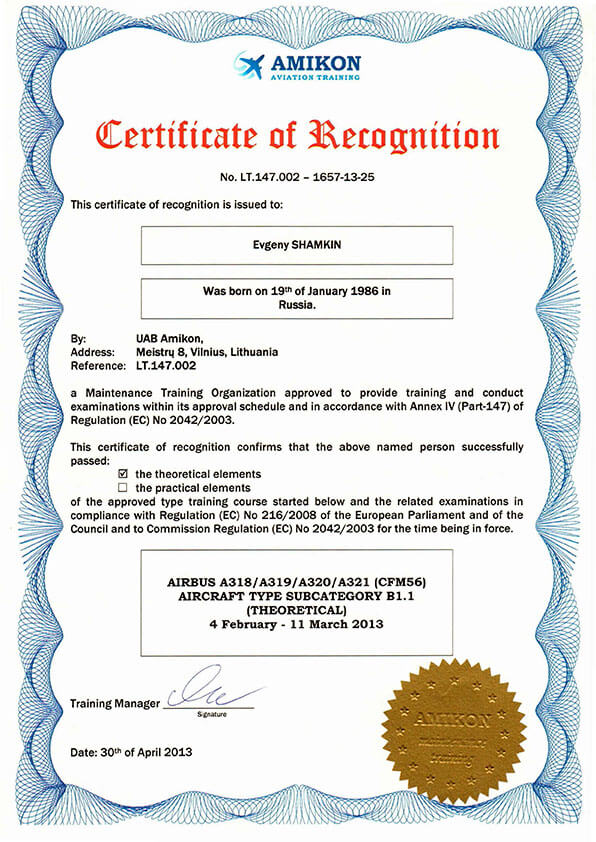 AMIKON
AVIATION TRAINING
Certificate of Recognition
No. LT.147.002 – 1657-13-25
This certificate of recognition is issued to:
Evgeny SHAMKIN
Was born on 19th of January 1986 in
Russia.
By: UAB Amikon,
Address: Meistrų 8, Vilnius, Lithuania
Reference: LT.147.002
a Maintenance Training Organization approved to provide training and conduct
examinations within its approval schedule and in accordance with Annex IV (Part-147) of
Regulation (EC) No 2042/2003.
This certificate of recognition confirms that the above named person successfully
passed:
☑ the theoretical elements
☐ the practical elements
of the approved type training course started below and the related examinations in
compliance with Regulation (EC) No 216/2008 of the European Parliament and of the
Council and to Commission Regulation (EC) No 2042/2003 for the time being in force.
AIRBUS A318/A319/A320/A321 (CFM56)
AIRCRAFT TYPE SUBCATEGORY B1.1
(THEORETICAL)
4 February - 11 March 2013
Training Manager
Signature
Date: 30th of April 2013
AMIKON
maintenance
training